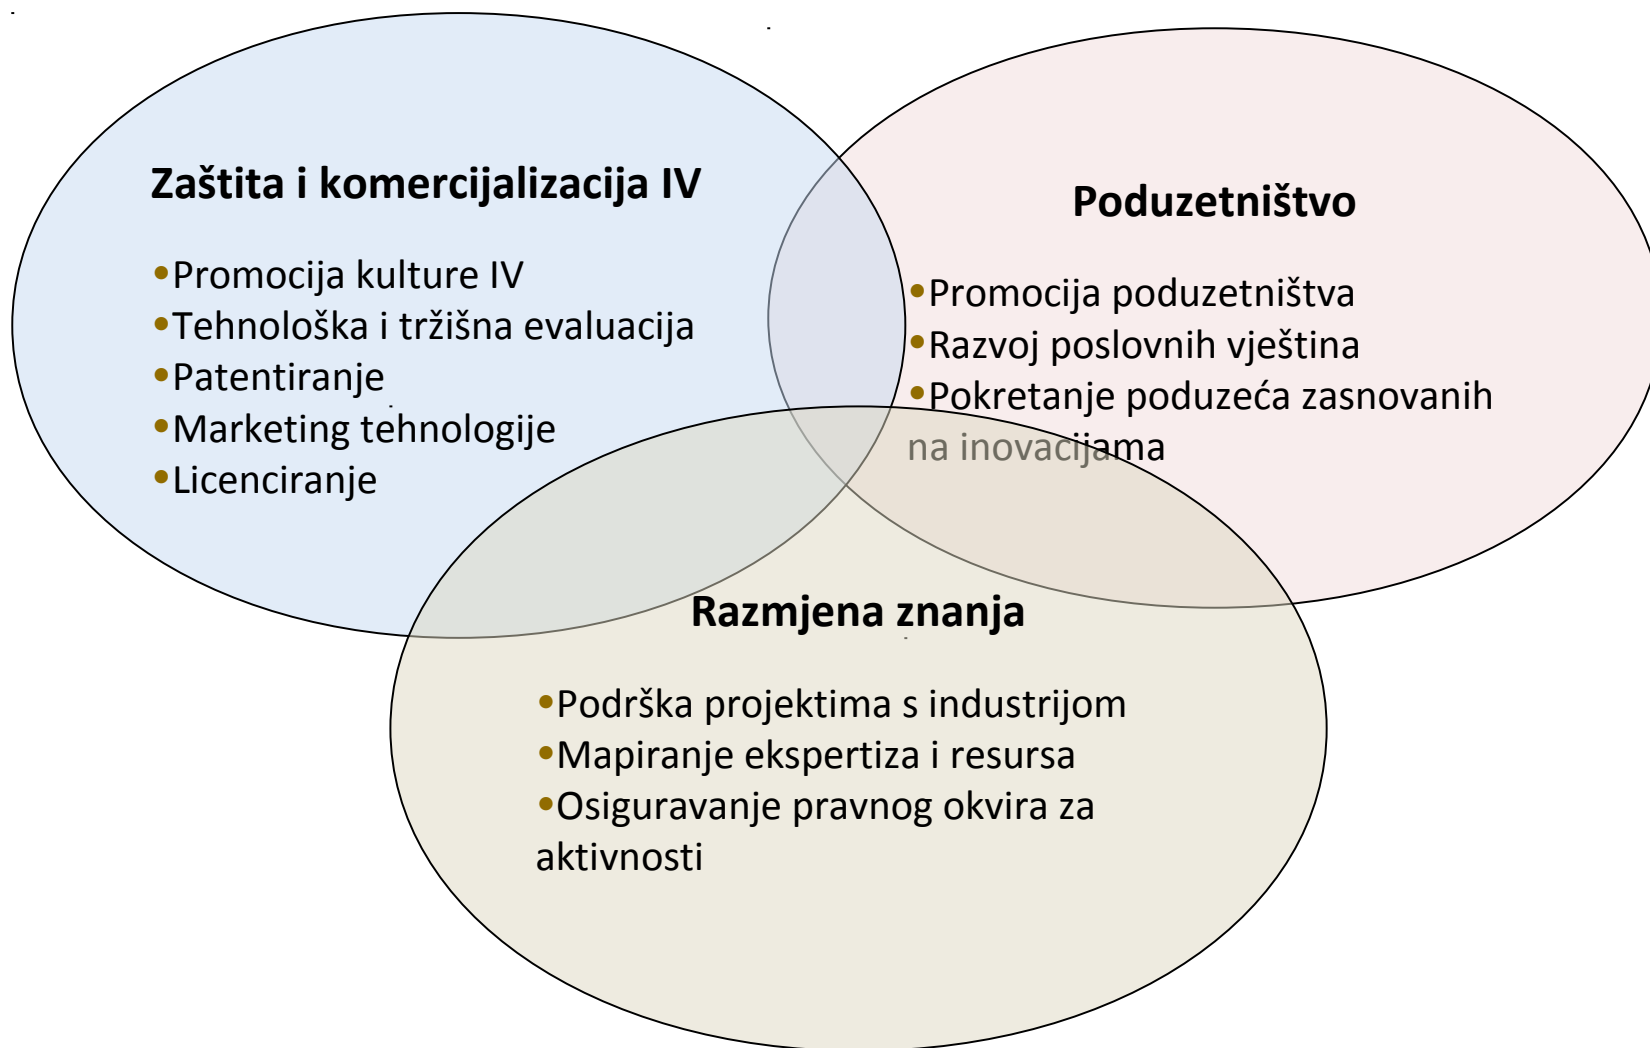 Zaštita i komercijalizacija IV
•Promocija kulture IV
•Tehnološka i tržišna evaluacija
•Patentiranje
•Marketing tehnologije
•Licenciranje
Poduzetništvo
•Promocija poduzetništva
•Razvoj poslovnih vještina
•Pokretanje poduzeća zasnovanih
na inovacijama
Razmjena znanja
•Podrška projektima s industrijom
•Mapiranje ekspertiza i resursa
•Osiguravanje pravnog okvira za
aktivnosti